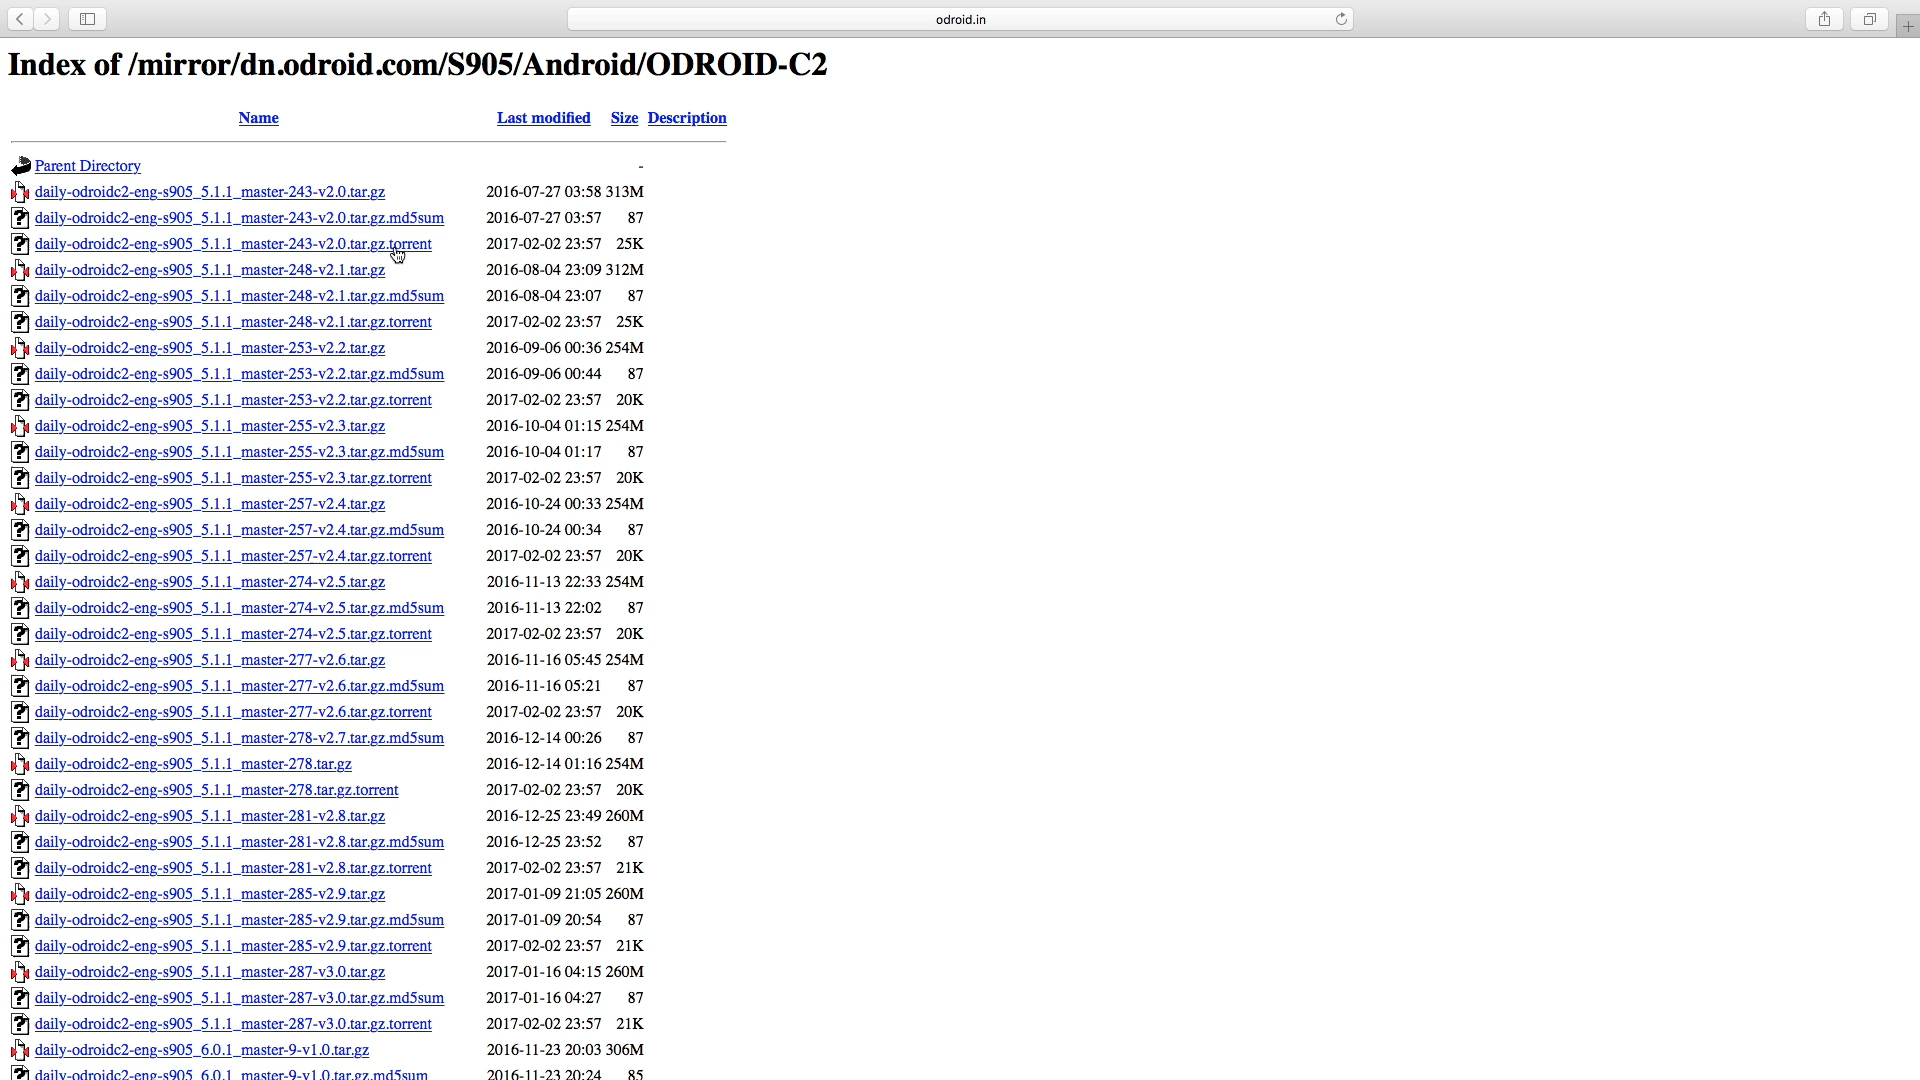 odroid.in
Index of /mirror/dn.odroid.com/S905/Android/ODROID-C2
Name Last modified Size Description
Parent Directory -
daily-odroidc2-eng-s905_5.1.1_master-243-v2.0.tar.gz 2016-07-27 03:58 313M
daily-odroidc2-eng-s905_5.1.1_master-243-v2.0.tar.gz.md5sum 2016-07-27 03:57 87
daily-odroidc2-eng-s905_5.1.1_master-243-v2.0.tar.gz.torrent 2017-02-02 23:57 25K
daily-odroidc2-eng-s905_5.1.1_master-248-v2.1.tar.gz 2016-08-04 23:09 312M
daily-odroidc2-eng-s905_5.1.1_master-248-v2.1.tar.gz.md5sum 2016-08-04 23:07 87
daily-odroidc2-eng-s905_5.1.1_master-248-v2.1.tar.gz.torrent 2017-02-02 23:57 25K
daily-odroidc2-eng-s905_5.1.1_master-253-v2.2.tar.gz 2016-09-06 00:36 254M
daily-odroidc2-eng-s905_5.1.1_master-253-v2.2.tar.gz.md5sum 2016-09-06 00:44 87
daily-odroidc2-eng-s905_5.1.1_master-253-v2.2.tar.gz.torrent 2017-02-02 23:57 20K
daily-odroidc2-eng-s905_5.1.1_master-255-v2.3.tar.gz 2016-10-04 01:15 254M
daily-odroidc2-eng-s905_5.1.1_master-255-v2.3.tar.gz.md5sum 2016-10-04 01:17 87
daily-odroidc2-eng-s905_5.1.1_master-255-v2.3.tar.gz.torrent 2017-02-02 23:57 20K
daily-odroidc2-eng-s905_5.1.1_master-257-v2.4.tar.gz 2016-10-24 00:33 254M
daily-odroidc2-eng-s905_5.1.1_master-257-v2.4.tar.gz.md5sum 2016-10-24 00:34 87
daily-odroidc2-eng-s905_5.1.1_master-257-v2.4.tar.gz.torrent 2017-02-02 23:57 20K
daily-odroidc2-eng-s905_5.1.1_master-274-v2.5.tar.gz 2016-11-13 22:33 254M
daily-odroidc2-eng-s905_5.1.1_master-274-v2.5.tar.gz.md5sum 2016-11-13 22:02 87
daily-odroidc2-eng-s905_5.1.1_master-274-v2.5.tar.gz.torrent 2017-02-02 23:57 20K
daily-odroidc2-eng-s905_5.1.1_master-277-v2.6.tar.gz 2016-11-16 05:45 254M
daily-odroidc2-eng-s905_5.1.1_master-277-v2.6.tar.gz.md5sum 2016-11-16 05:21 87
daily-odroidc2-eng-s905_5.1.1_master-277-v2.6.tar.gz.torrent 2017-02-02 23:57 20K
daily-odroidc2-eng-s905_5.1.1_master-278-v2.7.tar.gz.md5sum 2016-12-14 00:26 87
daily-odroidc2-eng-s905_5.1.1_master-278.tar.gz 2016-12-14 01:16 254M
daily-odroidc2-eng-s905_5.1.1_master-278.tar.gz.torrent 2017-02-02 23:57 20K
daily-odroidc2-eng-s905_5.1.1_master-281-v2.8.tar.gz 2016-12-25 23:49 260M
daily-odroidc2-eng-s905_5.1.1_master-281-v2.8.tar.gz.md5sum 2016-12-25 23:52 87
daily-odroidc2-eng-s905_5.1.1_master-281-v2.8.tar.gz.torrent 2017-02-02 23:57 21K
daily-odroidc2-eng-s905_5.1.1_master-285-v2.9.tar.gz 2017-01-09 21:05 260M
daily-odroidc2-eng-s905_5.1.1_master-285-v2.9.tar.gz.md5sum 2017-01-09 20:54 87
daily-odroidc2-eng-s905_5.1.1_master-285-v2.9.tar.gz.torrent 2017-02-02 23:57 21K
daily-odroidc2-eng-s905_5.1.1_master-287-v3.0.tar.gz 2017-01-16 04:15 260M
daily-odroidc2-eng-s905_5.1.1_master-287-v3.0.tar.gz.md5sum 2017-01-16 04:27 87
daily-odroidc2-eng-s905_5.1.1_master-287-v3.0.tar.gz.torrent 2017-02-02 23:57 21K
daily-odroidc2-eng-s905_6.0.1_master-9-v1.0.tar.gz 2016-11-23 20:03 306M
daily-odroidc2-eng-s905_6.0.1_master-9-v1.0.tar.gz.md5sum 2016-11-23 20:24 85